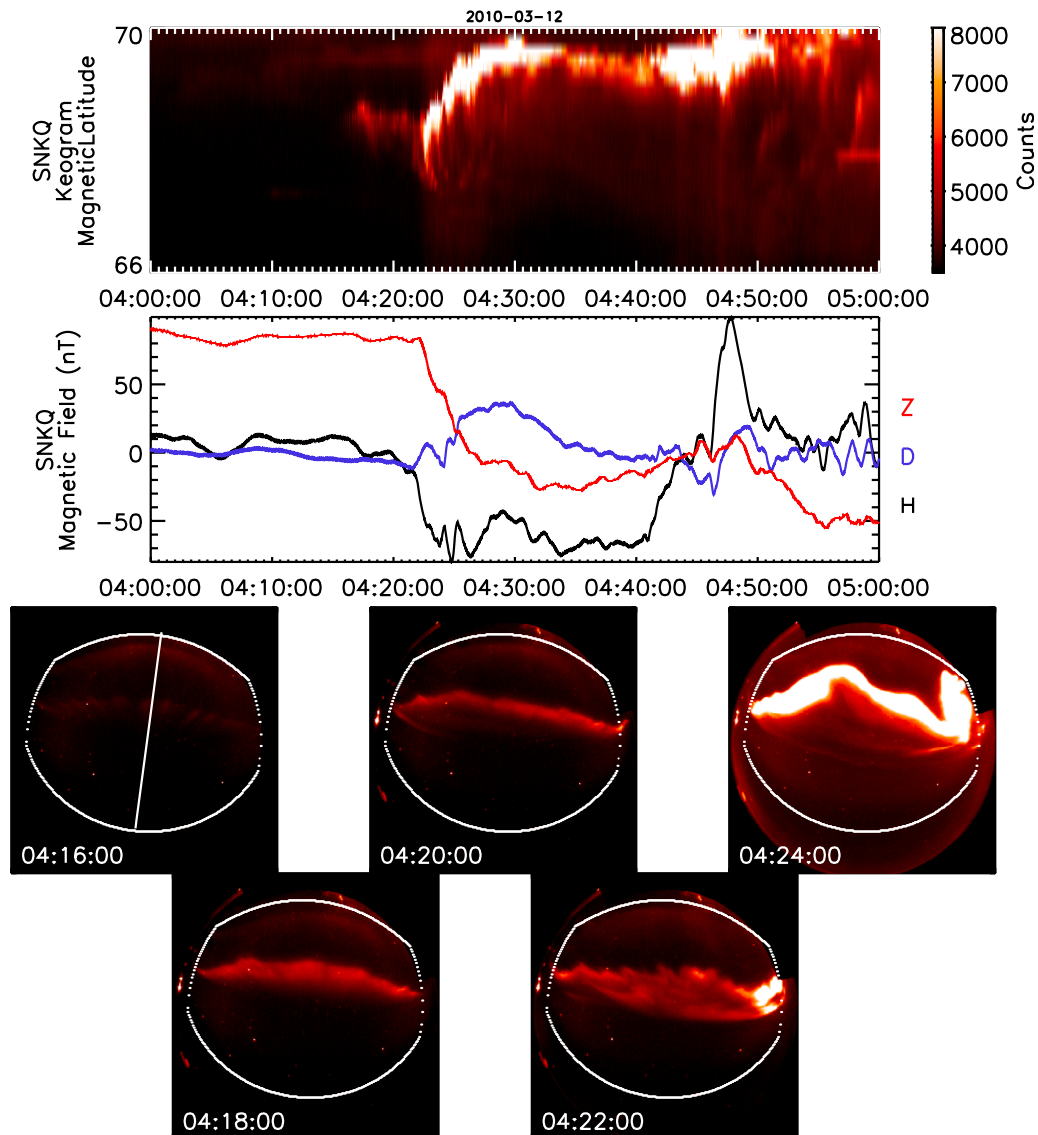 2010-03-12
70
66
SNKQ
Keogram
MagneticLatitude
8000
7000
6000
5000
4000
Counts
04:00:00 04:10:00 04:20:00 04:30:00 04:40:00 04:50:00 05:00:00
50
0
−50
SNKQ
Magnetic Field (nT)
Z
D
H
04:00:00 04:10:00 04:20:00 04:30:00 04:40:00 04:50:00 05:00:00
04:16:00
04:20:00
04:24:00
04:18:00
04:22:00